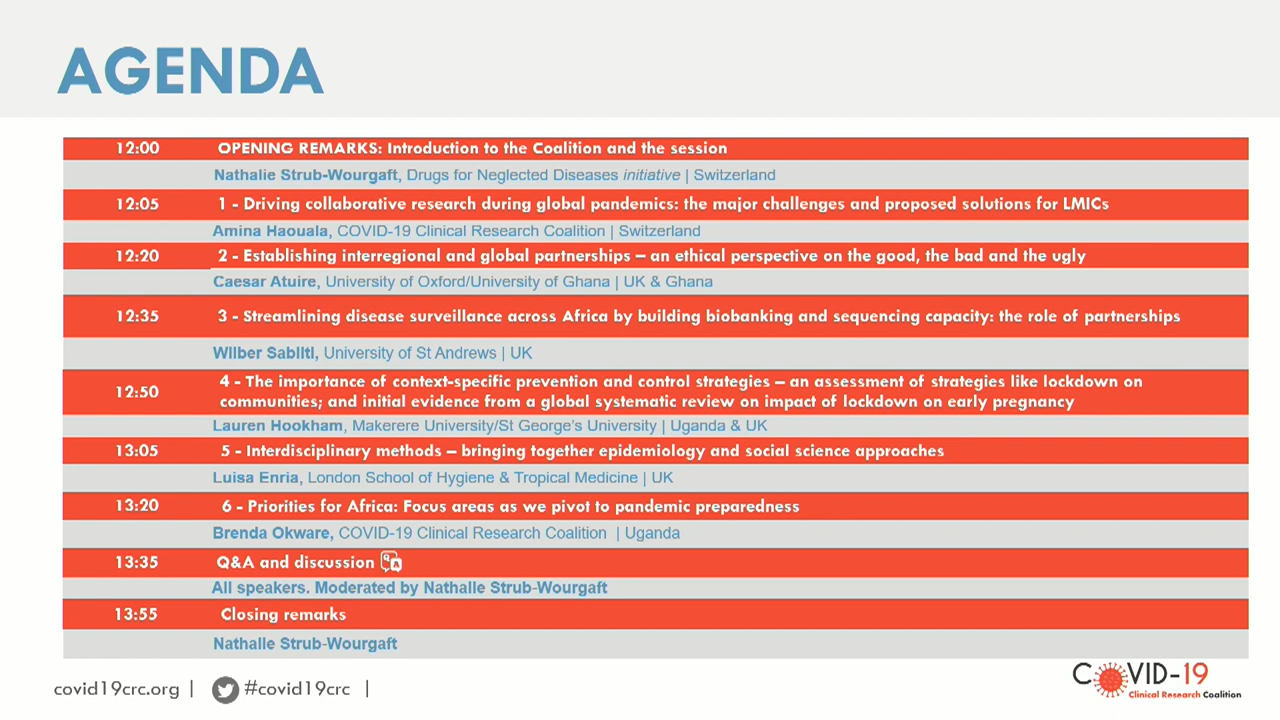 AGENDA
12:00 OPENING REMARKS: Introduction to the Coalition and the session
Nathalie Strub-Wourgaft, Drugs for Neglected Diseases initiative | Switzerland
12:05 1 - Driving collaborative research during global pandemics: the major challenges and proposed solutions for LMICs
Amina Haouala, COVID-19 Clinical Research Coalition | Switzerland
12:20 2 - Establishing interregional and global partnerships – an ethical perspective on the good, the bad and the ugly
Caesar Atuire, University of Oxford/University of Ghana | UK & Ghana
12:35 3 - Streamlining disease surveillance across Africa by building biobanking and sequencing capacity: the role of partnerships
Wilber Sabiiti, University of St Andrews | UK
12:50 4 - The importance of context-specific prevention and control strategies – an assessment of strategies like lockdown on
communities; and initial evidence from a global systematic review on impact of lockdown on early pregnancy
Lauren Hookham, Makerere University/St George's University | Uganda & UK
13:05 5 - Interdisciplinary methods – bringing together epidemiology and social science approaches
Luisa Enria, London School of Hygiene & Tropical Medicine | UK
13:20 6 - Priorities for Africa: Focus areas as we pivot to pandemic preparedness
Brenda Okware, COVID-19 Clinical Research Coalition | Uganda
13:35 Q&A and discussion
All speakers. Moderated by Nathalie Strub-Wourgaft
13:55 Closing remarks
Nathalie Strub-Wourgaft
covid19crc.org | #covid19crc |
COVID-19
Clinical Research Coalition